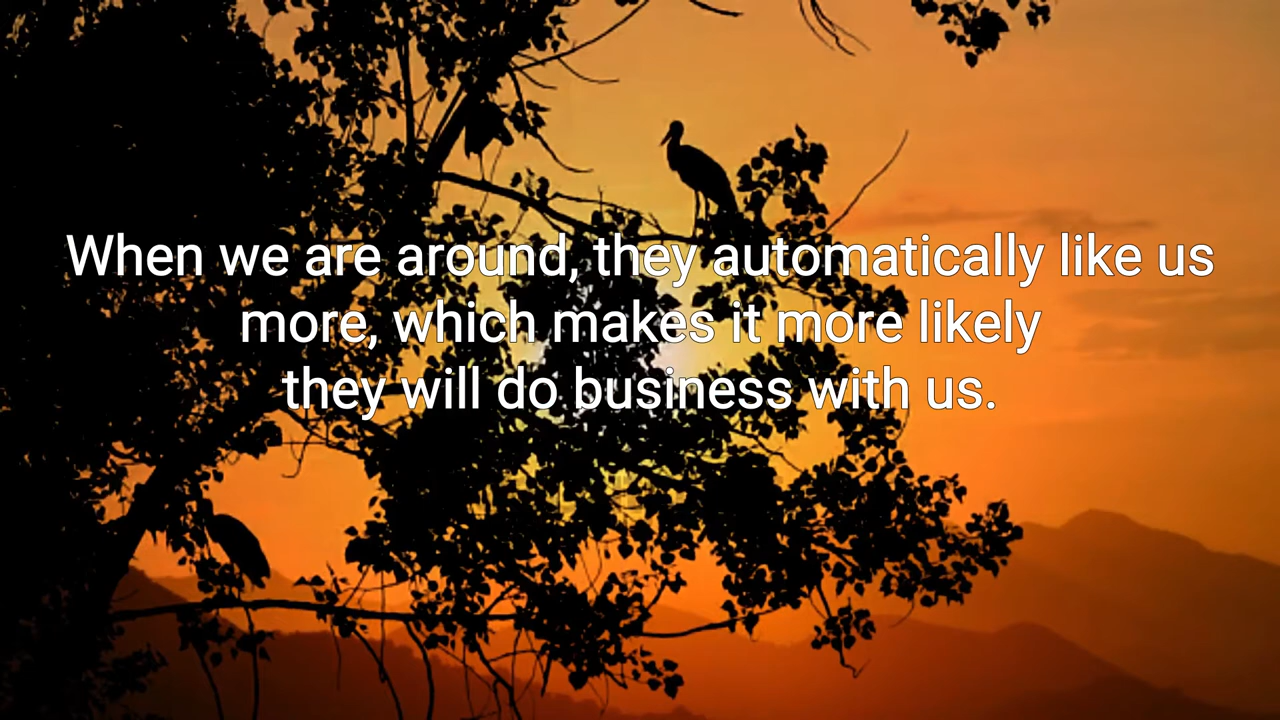 When we are around, they automatically like us
more, which makes it more likely
they will do business with us.